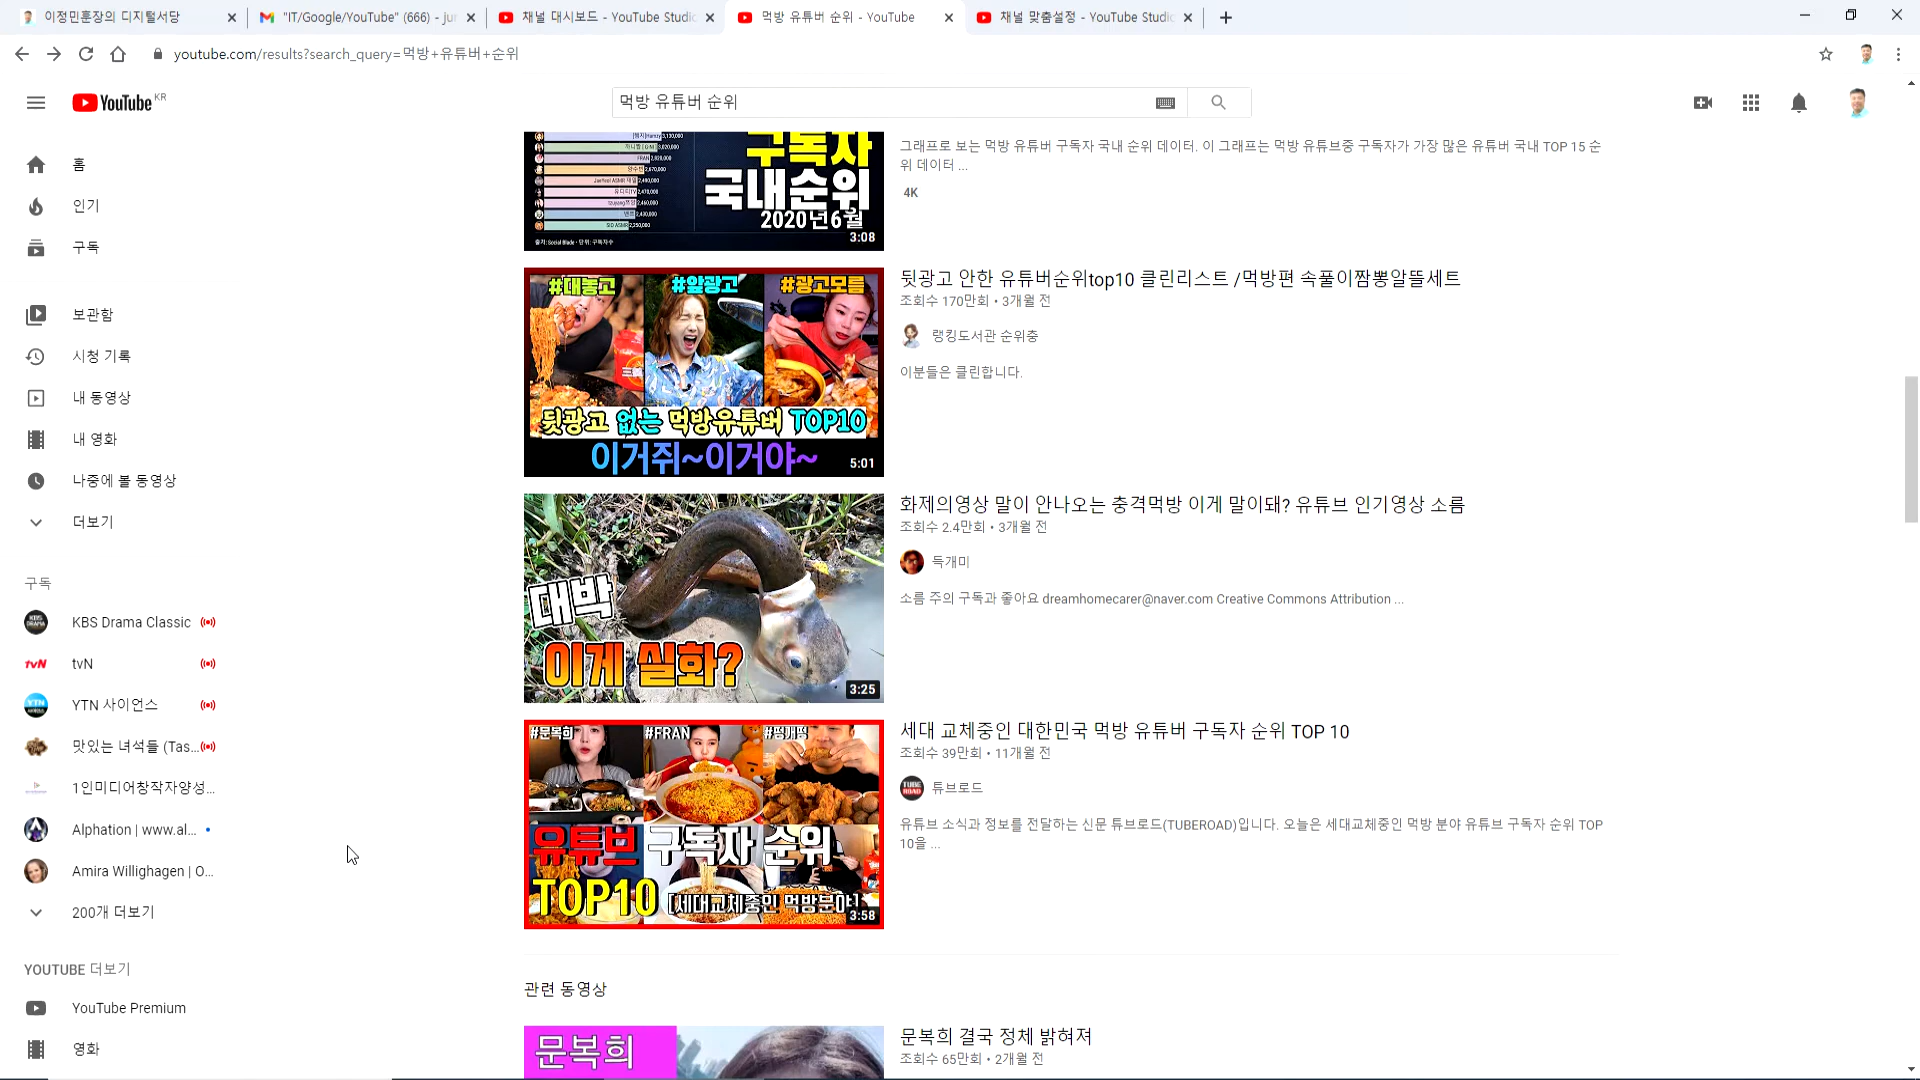 이정민훈장의 디지털서당
"IT/Google/YouTube" (666) - ju
채널 대시보드 - YouTube Studio
먹방 유튜버 순위 - YouTube
채널 맞춤설정 - YouTube Studio
youtube.com/results?search_query=먹방+유튜버+순위
YouTube KR
먹방 유튜버 순위
홈
인기
구독
보관함
시청 기록
내 동영상
내 영화
나중에 볼 동영상
더보기
구독
KBS Drama Classic
tvN
YTN 사이언스
맛있는 녀석들 (Tas...
1인미디어창작자양성...
Alphation | www.al...
Amira Willighagen | O...
200개 더보기
YOUTUBE 더보기
YouTube Premium
영화
구독자
국내순위
2020년6월
3:08
그래프로 보는 먹방 유튜버 구독자 국내 순위 데이터. 이 그래프는 먹방 유튜브중 구독자가 가장 많은 유튜버 국내 TOP 15 순
위 데이터 ...
4K
#대놓고 #앞광고 #광고모름
뒷광고 없는 먹방유튜버 TOP10
이거쥐~이거야~
5:01
뒷광고 안한 유튜버순위top10 클린리스트 /먹방편 속풀이짬뽕알뜰세트
조회수 170만회 • 3개월 전
랭킹도서관 순위충
이분들은 클린합니다.
대박
이게 실화?
3:25
화제의영상 말이 안나오는 충격먹방 이게 말이돼? 유튜브 인기영상 소름
조회수 2.4만회 • 3개월 전
득개미
소름 주의 구독과 좋아요 dreamhomecarer@naver.com Creative Commons Attribution ...
#문복희 #FRAN
유튜브 구독자 순위
TOP10 [세대교체중인 먹방분야]
3:58
세대 교체중인 대한민국 먹방 유튜버 구독자 순위 TOP 10
조회수 39만회 • 11개월 전
튜브로드
유튜브 소식과 정보를 전달하는 신문 튜브로드(TUBEROAD)입니다. 오늘은 세대교체중인 먹방 분야 유튜브 구독자 순위 TOP
10을 ...
관련 동영상
문복희
문복희 결국 정체 밝혀져
조회수 65만회 • 2개월 전